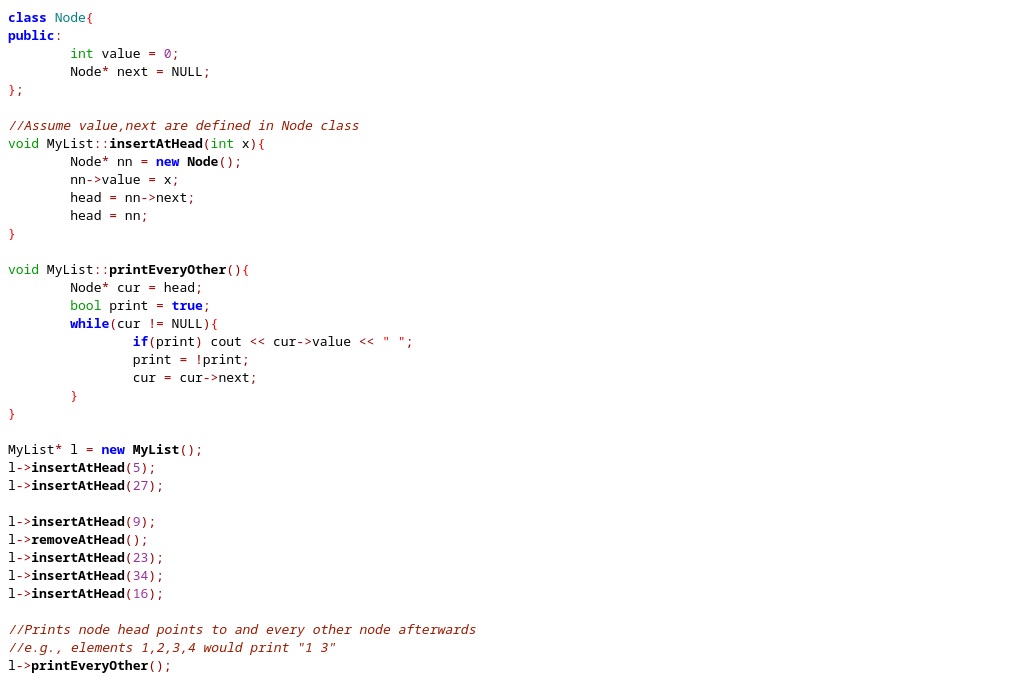 class Node{
public:
        int value = 0;
        Node* next = NULL;
};

//Assume value,next are defined in Node class
void MyList::insertAtHead(int x){
        Node* nn = new Node();
        nn->value = x;
        head = nn->next;
        head = nn;
}

void MyList::printEveryOther(){
        Node* cur = head;
        bool print = true;
        while(cur != NULL){
                if(print) cout << cur->value << " ";
                print = !print;
                cur = cur->next;
        }
}

MyList* l = new MyList();
l->insertAtHead(5);
l->insertAtHead(27);

l->insertAtHead(9);
l->removeAtHead();
l->insertAtHead(23);
l->insertAtHead(34);
l->insertAtHead(16);

//Prints node head points to and every other node afterwards
//e.g., elements 1,2,3,4 would print "1 3"
l->printEveryOther();